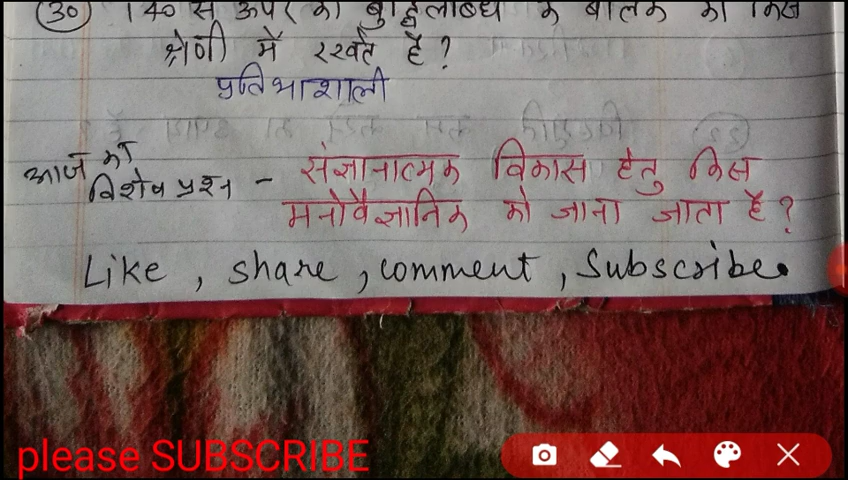 (30) 140 से ऊपर की बुद्धिलब्धि के बालक को किस
श्रेणी में रखते है ?
प्रतिभाशाली
आज का
विशेष प्रश्न - संज्ञानात्मक विकास हेतु किस
मनोवैज्ञानिक को जाना जाता है ?
Like , share , comment , Subscribe
please SUBSCRIBE